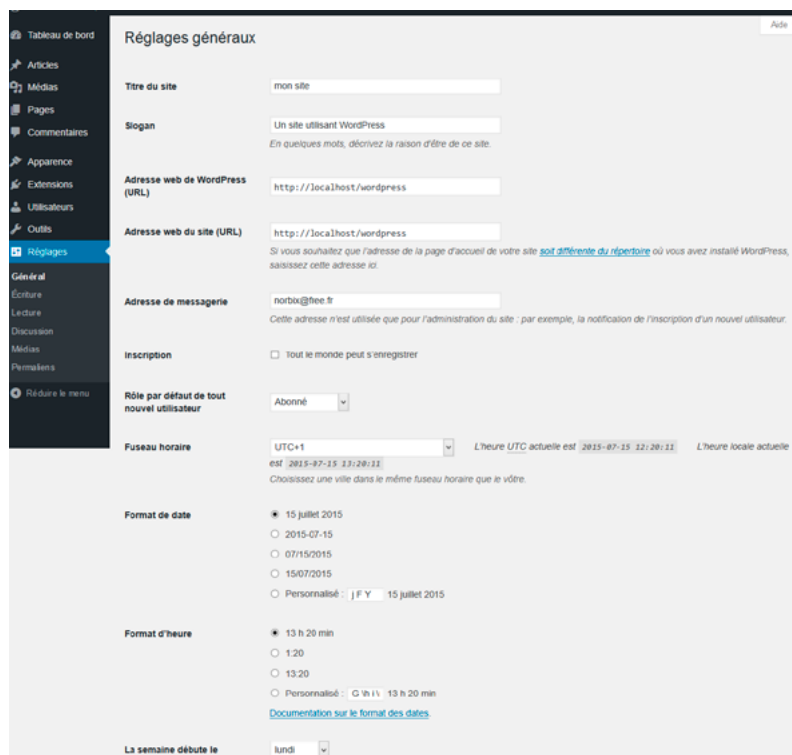 Aide
Tableau de bord
Articles
Médias
Pages
Commentaires
Apparence
Extensions
Utilisateurs
Outils
Réglages
Général
Écriture
Lecture
Discussion
Médias
Permaliens
Réduire le menu
Réglages généraux
Titre du site
mon site
Slogan
Un site utilisant WordPress
En quelques mots, décrivez la raison d'être de ce site.
Adresse web de WordPress
(URL)
http://localhost/wordpress
Adresse web du site (URL)
http://localhost/wordpress
Si vous souhaitez que l'adresse de la page d'accueil de votre site soit différente du répertoire où vous avez installé WordPress,
saisissez cette adresse ici.
Adresse de messagerie
norbix@free.fr
Cette adresse n'est utilisée que pour l'administration du site : par exemple, la notification de l'inscription d'un nouvel utilisateur.
Inscription
Tout le monde peut s'enregistrer
Rôle par défaut de tout
nouvel utilisateur
Abonné
Fuseau horaire
UTC+1
L'heure UTC actuelle est 2015-07-15 12:20:11 L'heure locale actuelle
est 2015-07-15 13:20:11
Choisissez une ville dans le même fuseau horaire que le vôtre.
Format de date
15 juillet 2015
2015-07-15
07/15/2015
15/07/2015
Personnalisé : j F Y 15 juillet 2015
Format d'heure
13 h 20 min
1:20
13:20
Personnalisé : G \h i \ 13 h 20 min
Documentation sur le format des dates.
La semaine débute le
lundi